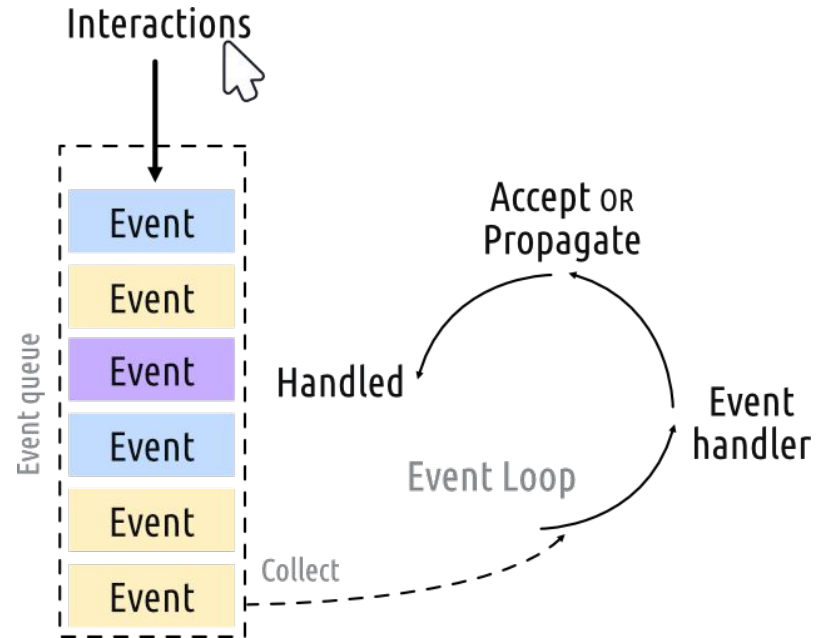 Interactions
Event
Event
Event
Event
Event
Event
Event queue
Collect
Event Loop
Event
handler
Accept OR
Propagate
Handled